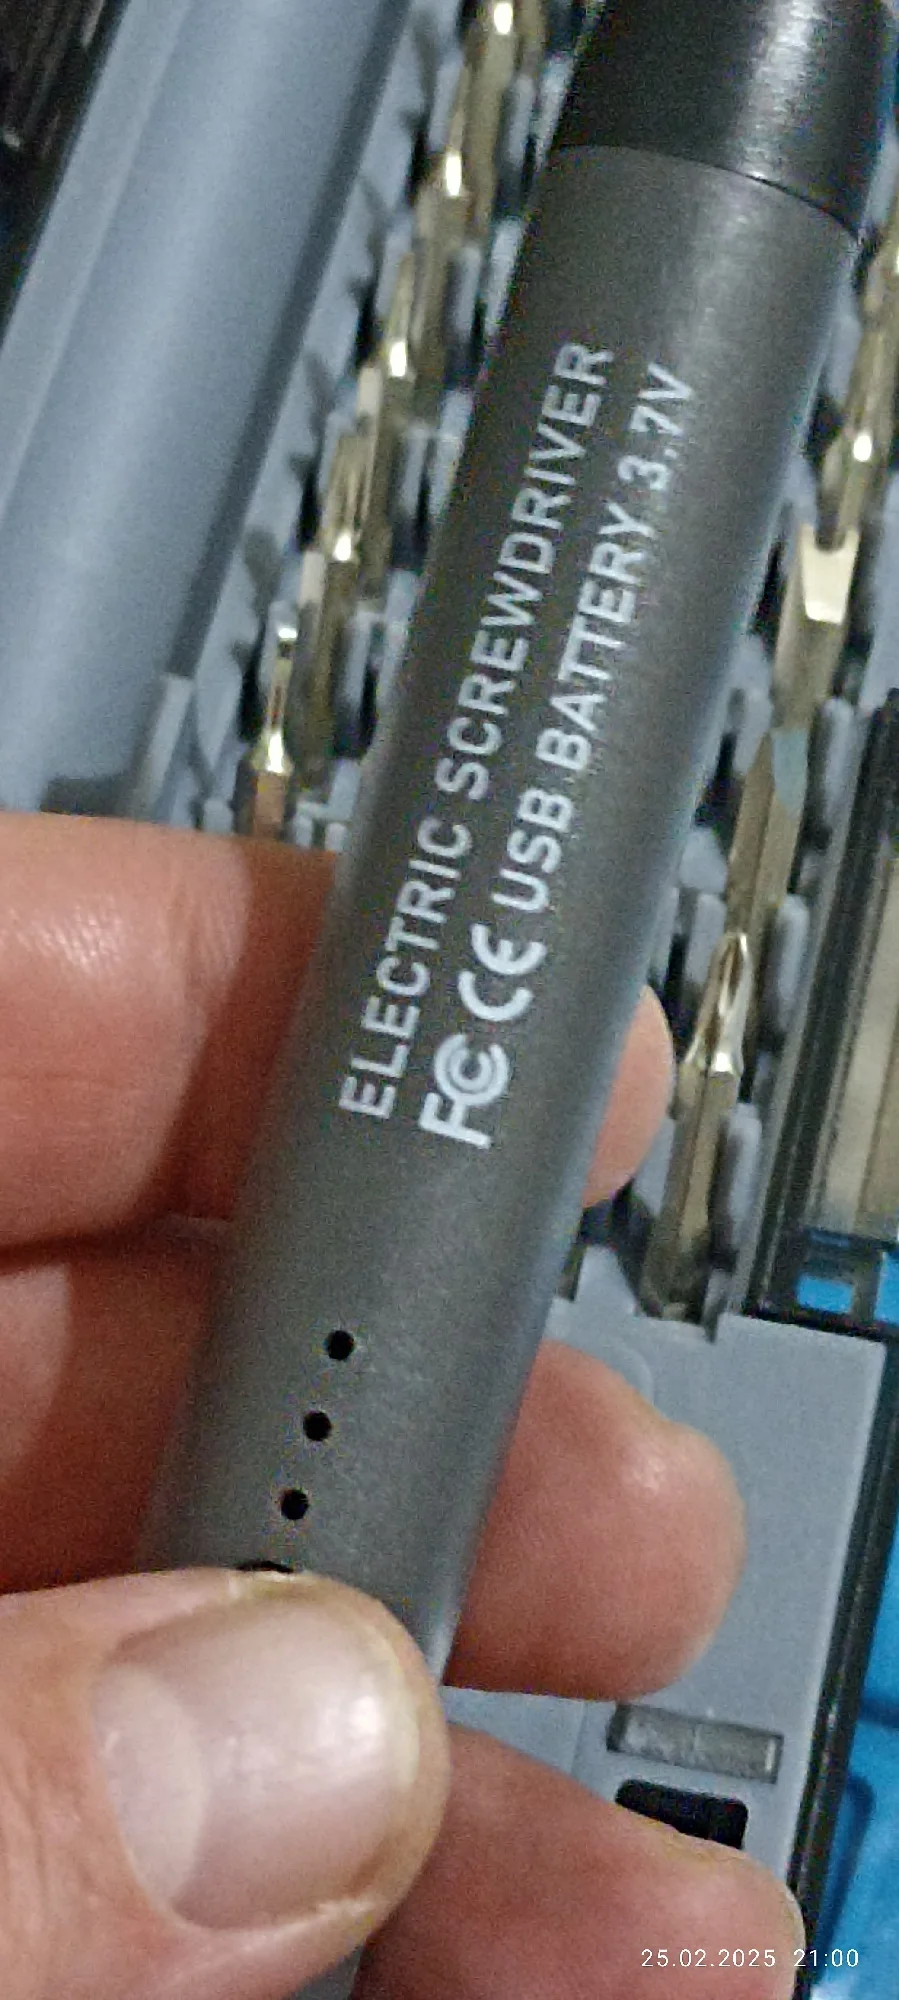 ELECTRIC SCREWDRIVER
FC CE USB BATTERY 3.7V
25.02.2025 21:00